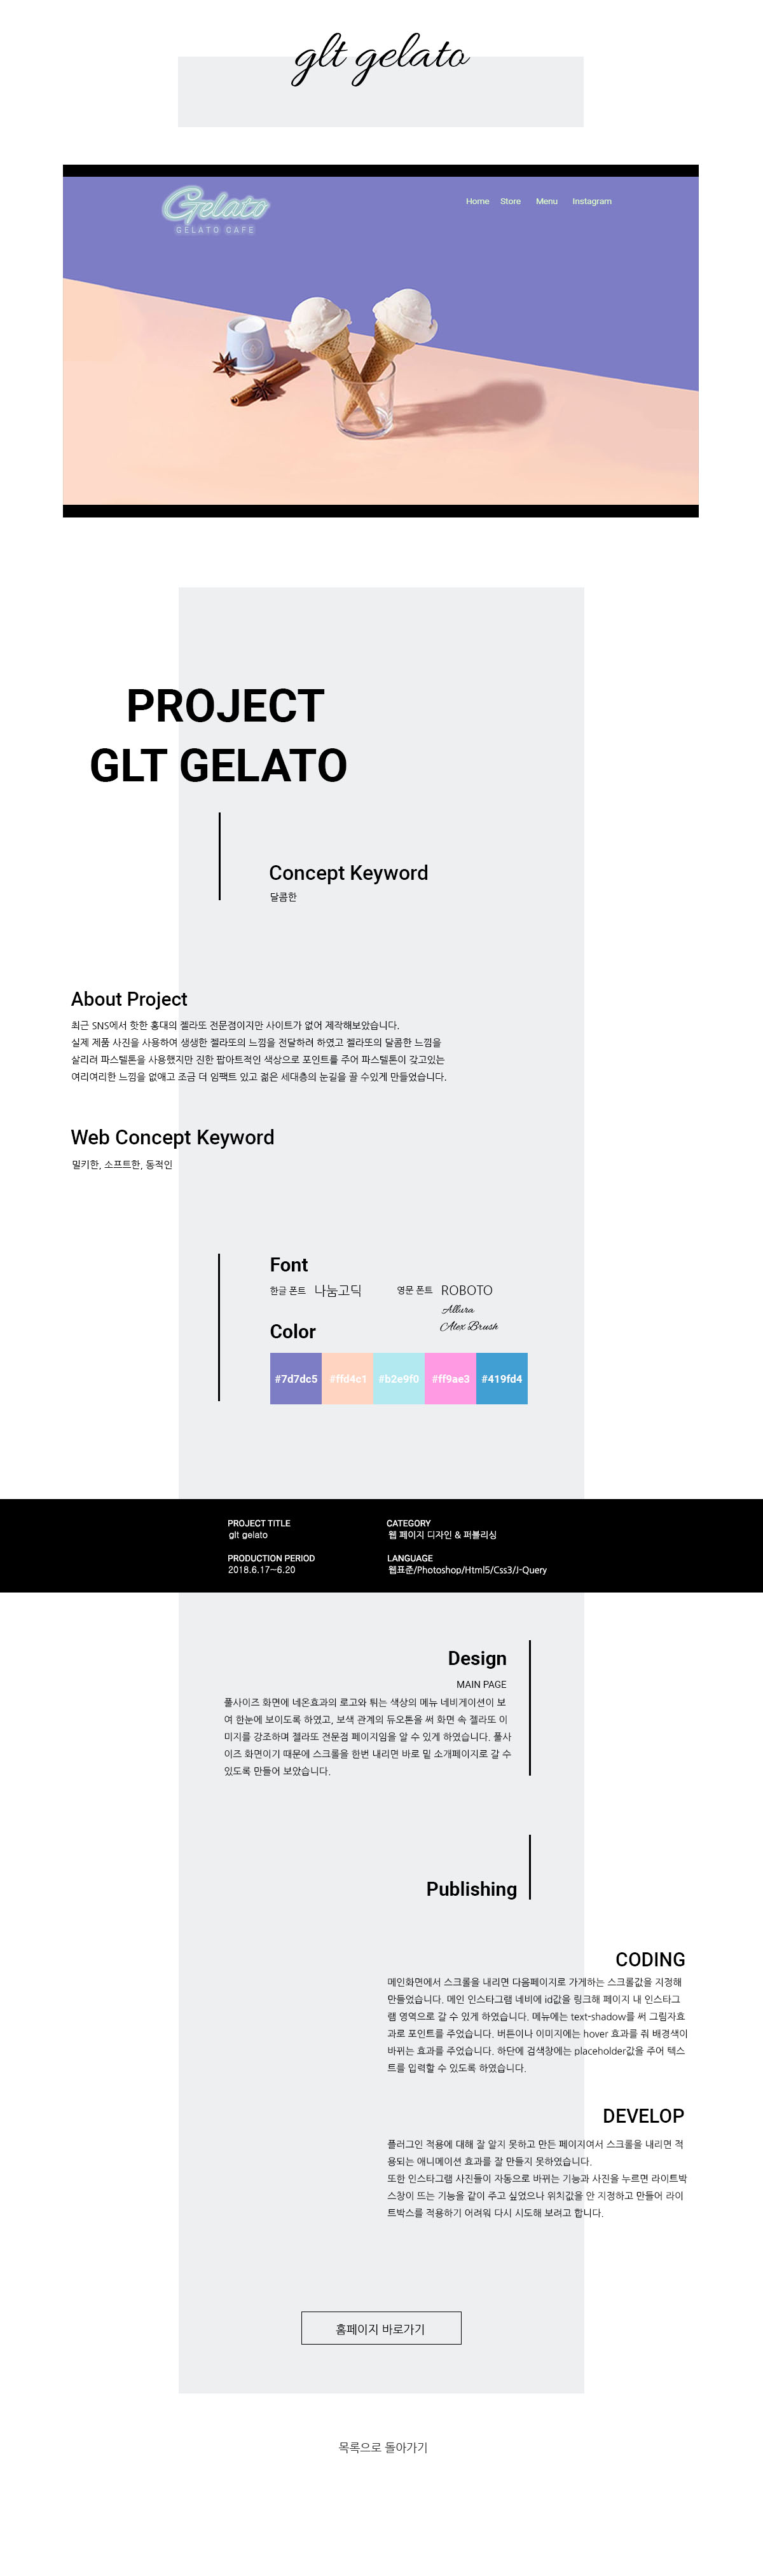 glt gelato
Gelato
GELATO CAFE
Home Store Menu Instagram
PROJECT
GLT GELATO
Concept Keyword
달콤한
About Project
최근 SNS에서 핫한 홍대의 젤라또 전문점이지만 사이트가 없어 제작해보았습니다.
실제 제품 사진을 사용하여 생생한 젤라또의 느낌을 전달하려 하였고 젤라또의 달콤한 느낌을
살리려 파스텔톤을 사용했지만 진한 팝아트적인 색상으로 포인트를 주어 파스텔톤이 갖고있는
여리여리한 느낌을 없애고 조금 더 임팩트 있고 젊은 세대층의 눈길을 끌 수있게 만들었습니다.
Web Concept Keyword
밀키한, 소프트한, 동적인
Font
한글 폰트 나눔고딕 영문 폰트 ROBOTO
Allura
Alex Brush
Color
#7d7dc5 #ffd4c1 #b2e9f0 #ff9ae3 #419fd4
PROJECT TITLE
glt gelato
CATEGORY
웹 페이지 디자인 & 퍼블리싱
PRODUCTION PERIOD
2018.6.17~6.20
LANGUAGE
웹표준/Photoshop/Html5/Css3/J-Query
Design
MAIN PAGE
풀사이즈 화면에 네온효과의 로고와 튀는 색상의 메뉴 네비게이션이 보
여 한눈에 보이도록 하였고, 보색 관계의 듀오톤을 써 화면 속 젤라또 이
미지를 강조하며 젤라또 전문점 페이지임을 알 수 있게 하였습니다. 풀사
이즈 화면이기 때문에 스크롤을 한번 내리면 바로 밑 소개페이지로 갈 수
있도록 만들어 보았습니다.
Publishing
CODING
메인화면에서 스크롤을 내리면 다음페이지로 가게하는 스크롤값을 지정해
만들었습니다. 메인 인스타그램 네비에 id값을 링크해 페이지 내 인스타그
램 영역으로 갈 수 있게 하였습니다. 메뉴에는 text-shadow를 써 그림자효
과로 포인트를 주었습니다. 버튼이나 이미지에는 hover 효과를 줘 배경색이
바뀌는 효과를 주었습니다. 하단에 검색창에는 placeholder값을 주어 텍스
트를 입력할 수 있도록 하였습니다.
DEVELOP
플러그인 적용에 대해 잘 알지 못하고 만든 페이지여서 스크롤을 내리면 적
용되는 애니메이션 효과를 잘 만들지 못하였습니다.
또한 인스타그램 사진들이 자동으로 바뀌는 기능과 사진을 누르면 라이트박
스창이 뜨는 기능을 같이 주고 싶었으나 위치값을 안 지정하고 만들어 라이
트박스를 적용하기 어려워 다시 시도해 보려고 합니다.
홈페이지 바로가기
목록으로 돌아가기